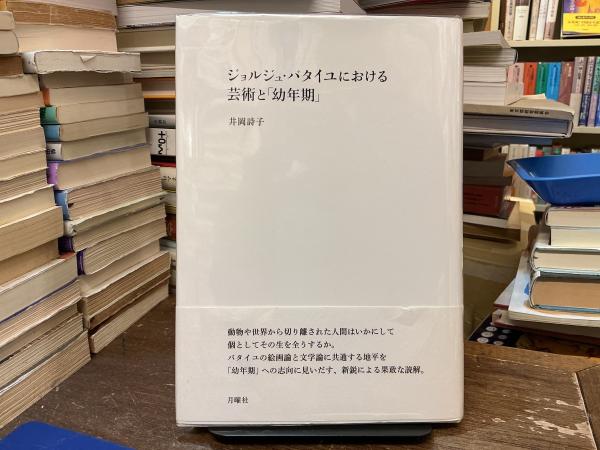 ジョルジュ・バタイユにおける
芸術と「幼年期」
井岡詩子
動物や世界から切り離された人間はいかにして
個としてその生を全うするか。
バタイユの絵画論と文学論に共通する地平を
「幼年期」への志向に見いだす、新鋭による果敢な読解。
月曜社